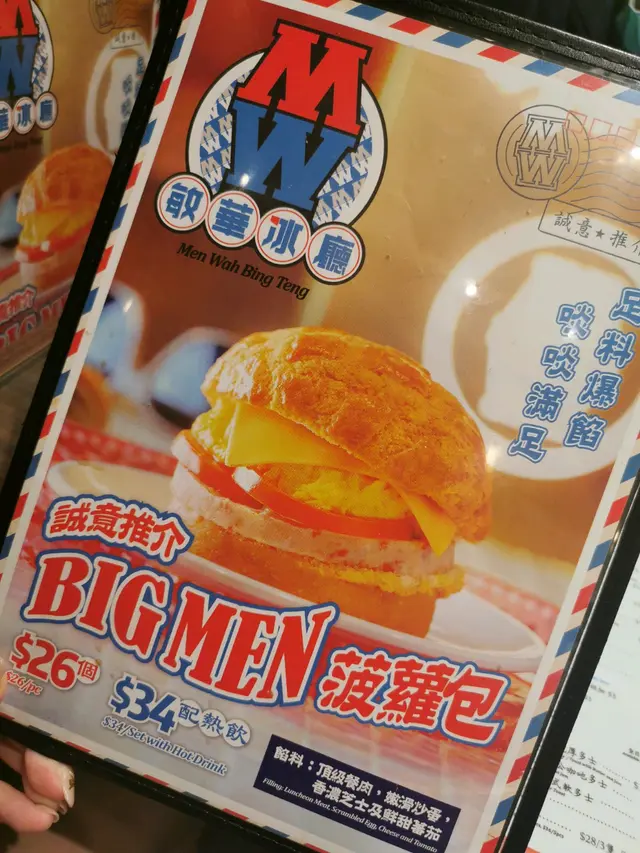 MW
敏華冰廳
Men Wah Bing Teng
MW
誠意★推介
足料爆餡
啖啖滿足
誠意推介
BIG MEN 菠蘿包
$26個
$26/pc
$34配熱飲
$34/Set with Hot Drink
餡料：頂級餐肉，嫩滑炒蛋，
香濃芝士及鮮甜蕃茄
Filling: Luncheon Meat, Scrambled Egg, Cheese and Tomato
$28/3